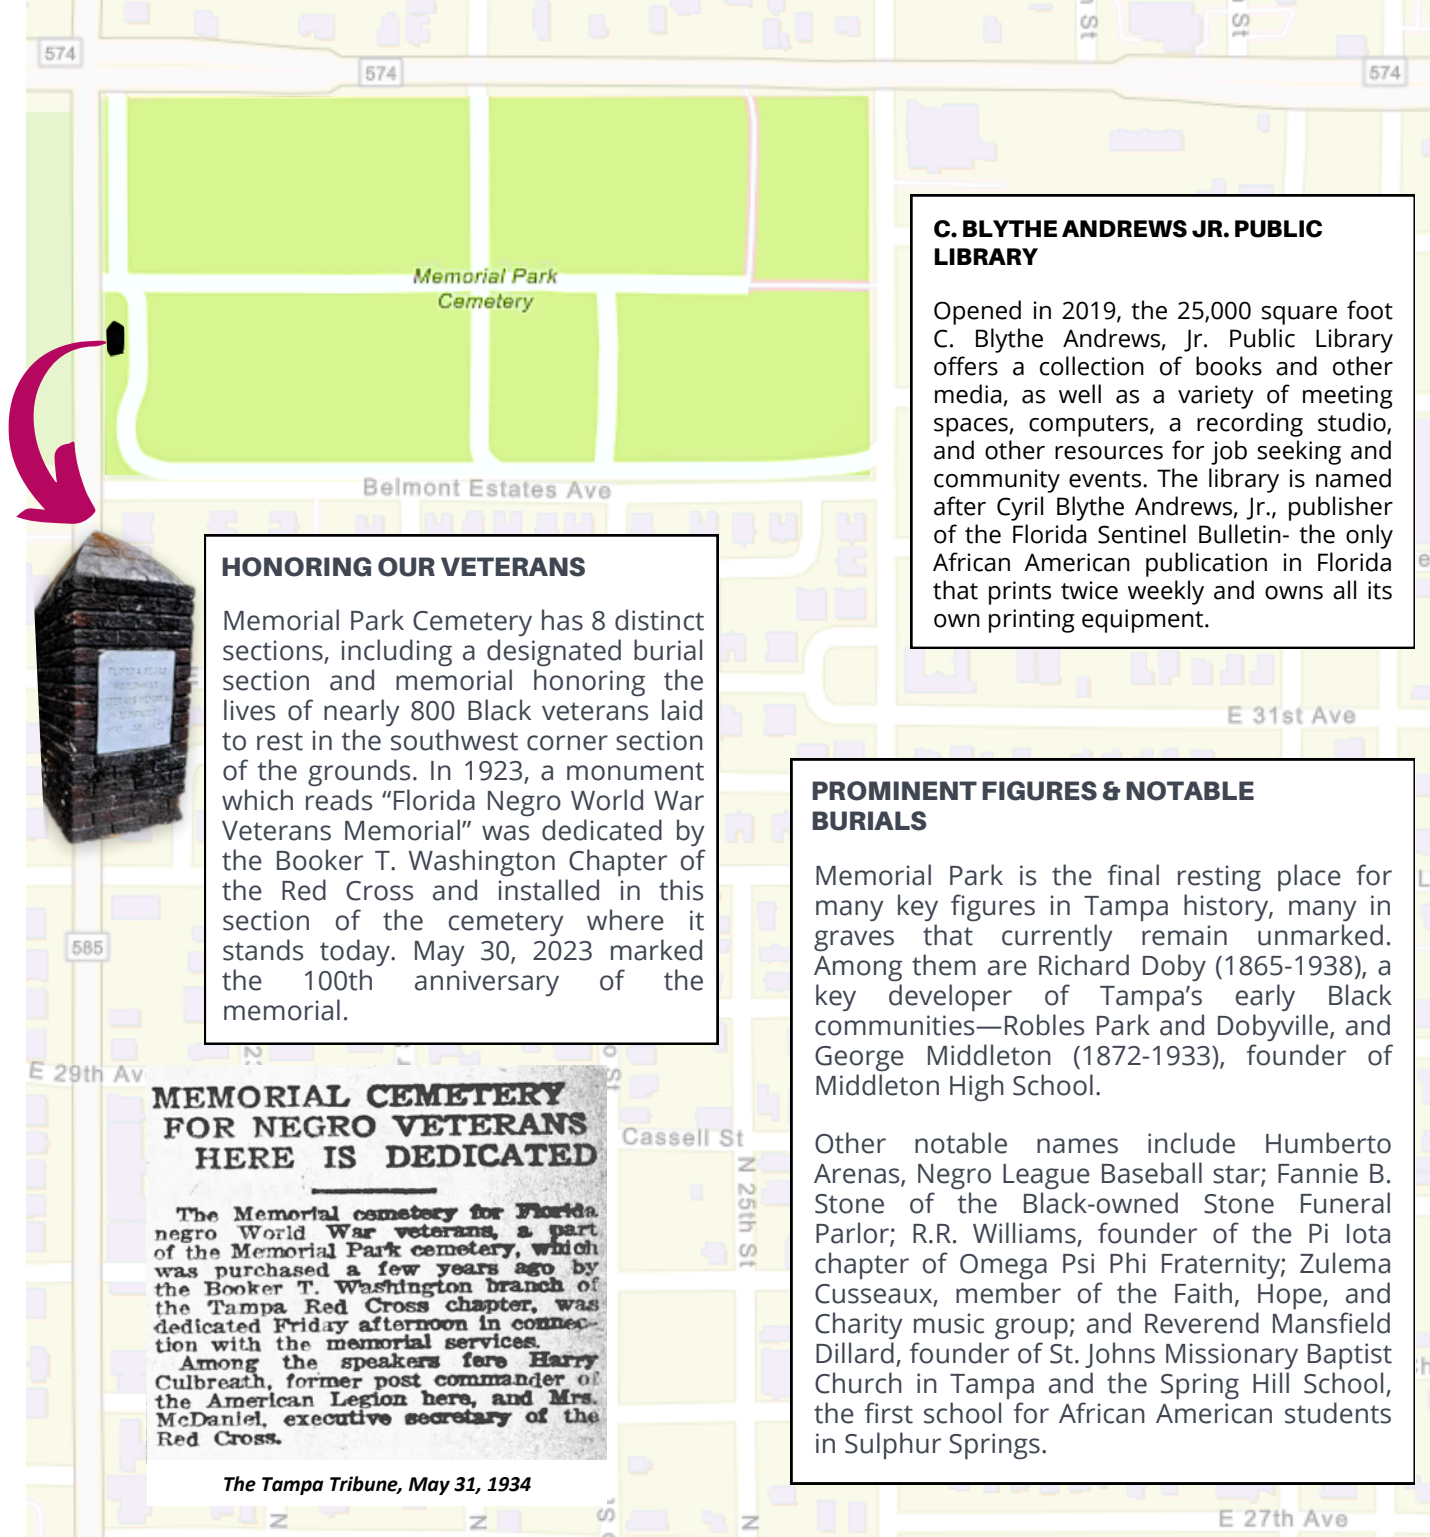 574
574
574
St
St
Memorial Park
Cemetery
Belmont Estates Ave
C. BLYTHE ANDREWS JR. PUBLIC
LIBRARY
Opened in 2019, the 25,000 square foot
C. Blythe Andrews, Jr. Public Library
offers a collection of books and other
media, as well as a variety of meeting
spaces, computers, a recording studio,
and other resources for job seeking and
community events. The library is named
after Cyril Blythe Andrews, Jr., publisher
of the Florida Sentinel Bulletin- the only
African American publication in Florida
that prints twice weekly and owns all its
own printing equipment.
HONORING OUR VETERANS
Memorial Park Cemetery has 8 distinct
sections, including a designated burial
section and memorial honoring the
lives of nearly 800 Black veterans laid
to rest in the southwest corner section
of the grounds. In 1923, a monument
which reads “Florida Negro World War
Veterans Memorial” was dedicated by
the Booker T. Washington Chapter of
the Red Cross and installed in this
section of the cemetery where it
stands today. May 30, 2023 marked
the 100th anniversary of the
memorial.
E 31st Ave
585
PROMINENT FIGURES & NOTABLE
BURIALS
Memorial Park is the final resting place for
many key figures in Tampa history, many in
graves that currently remain unmarked.
Among them are Richard Doby (1865-1938), a
key developer of Tampa’s early Black
communities—Robles Park and Dobyville, and
George Middleton (1872-1933), founder of
Middleton High School.
Other notable names include Humberto
Arenas, Negro League Baseball star; Fannie B.
Stone of the Black-owned Stone Funeral
Parlor; R.R. Williams, founder of the Pi Iota
chapter of Omega Psi Phi Fraternity; Zulema
Cusseaux, member of the Faith, Hope, and
Charity music group; and Reverend Mansfield
Dillard, founder of St. Johns Missionary Baptist
Church in Tampa and the Spring Hill School,
the first school for African American students
in Sulphur Springs.
E 29th Av
MEMORIAL CEMETERY
FOR NEGRO VETERANS
HERE IS DEDICATED
The Memorial cemetery for Florida
negro World War veterans, a part
of the Memorial Park cemetery, which
was purchased a few years ago by
the Booker T. Washington branch of
the Tampa Red Cross chapter, was
dedicated Friday afternoon in connec-
tion with the memorial services.
Among the speakers fere Harry
Culbreath, former post commander of
the American Legion here, and Mrs.
McDaniel, executive secretary of the
Red Cross.
The Tampa Tribune, May 31, 1934
Cassell St
N 25th St
N
N
N
E 27th Ave